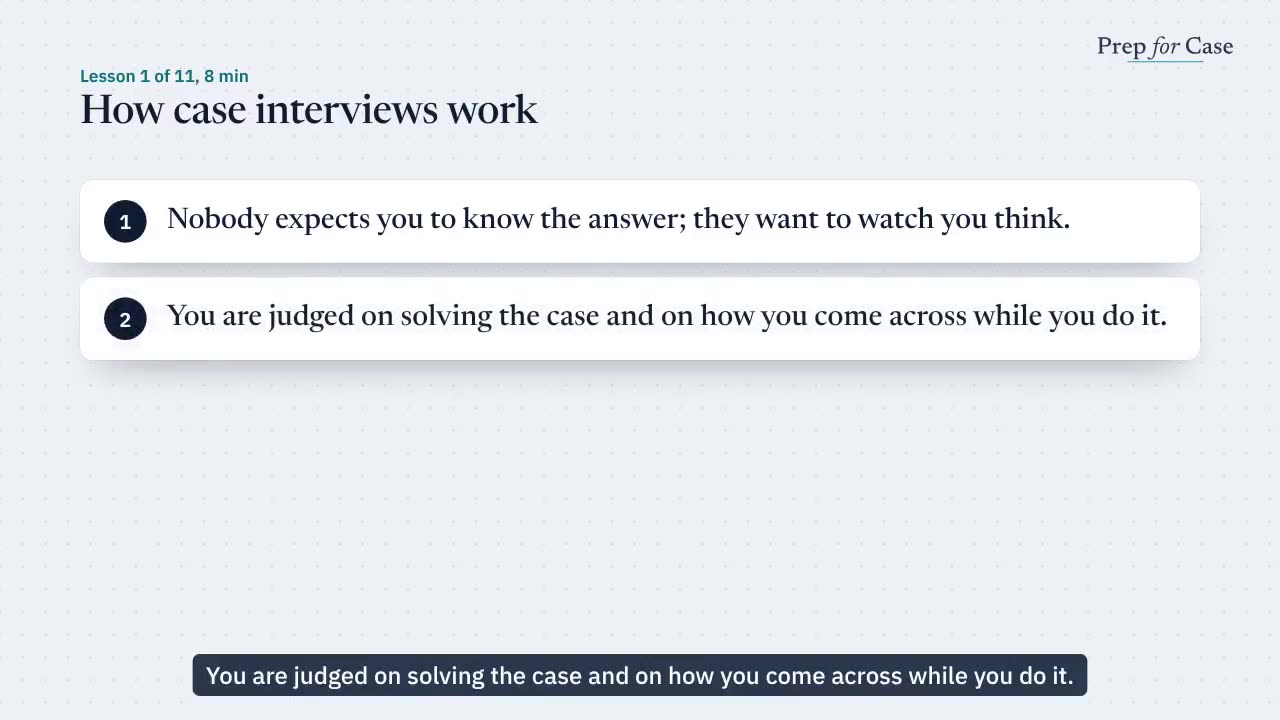 Prep for Case
Lesson 1 of 11, 8 min
How case interviews work
1 Nobody expects you to know the answer; they want to watch you think.
2 You are judged on solving the case and on how you come across while you do it.
You are judged on solving the case and on how you come across while you do it.